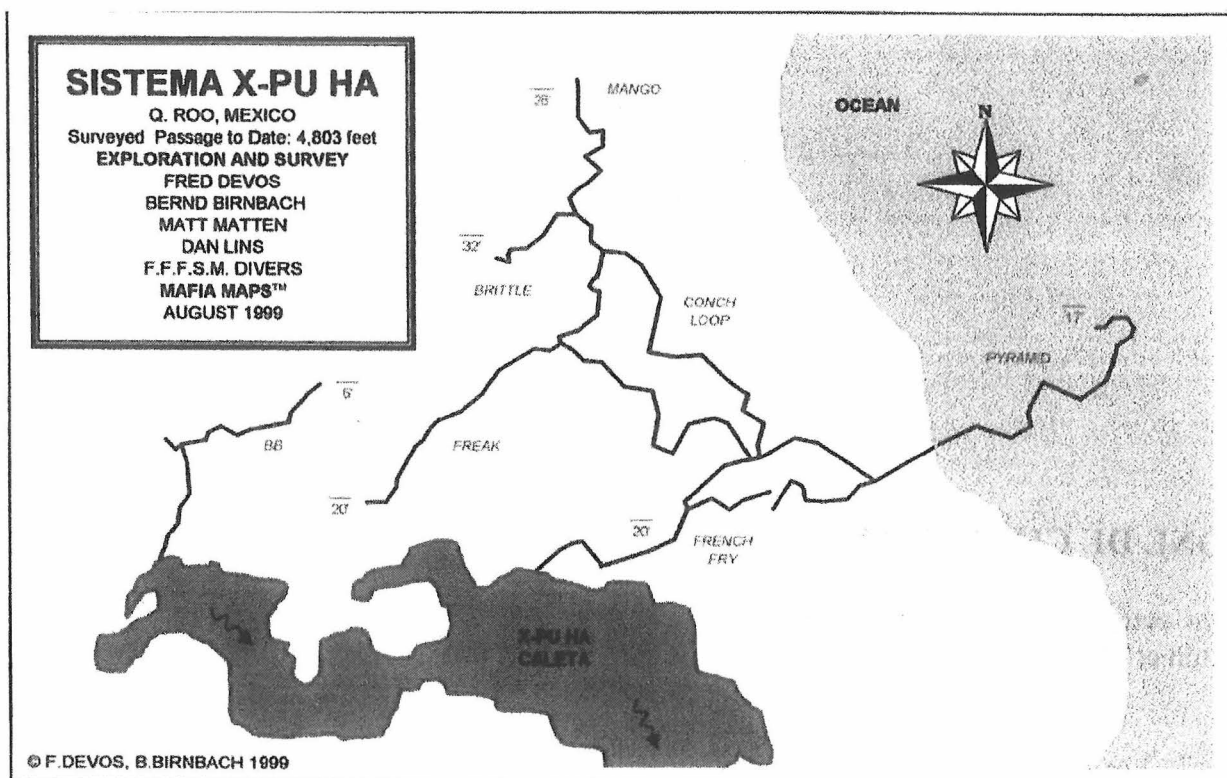 SISTEMA X-PU HA
Q. ROO, MEXICO
Surveyed Passage to Date: 4,803 feet
EXPLORATION AND SURVEY
FRED DEVOS
BERND BIRNBACH
MATT MATTEN
DAN LINS
F.F.F.S.M. DIVERS
MAFIA MAPS™
AUGUST 1999
MANGO
OCEAN
N
32'
BRITTLE
CONCH
LOOP
17'
PYRAMID
6'
BB
FREAK
20'
20'
FRENCH
FRY
X-PU HA
CALETA
© F.DEVOS, B.BIRNBACH 1999